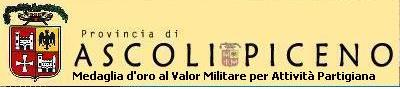 Provincia di
ASCOLI PICENO
Medaglia d'oro al Valor Militare per Attività Partigiana